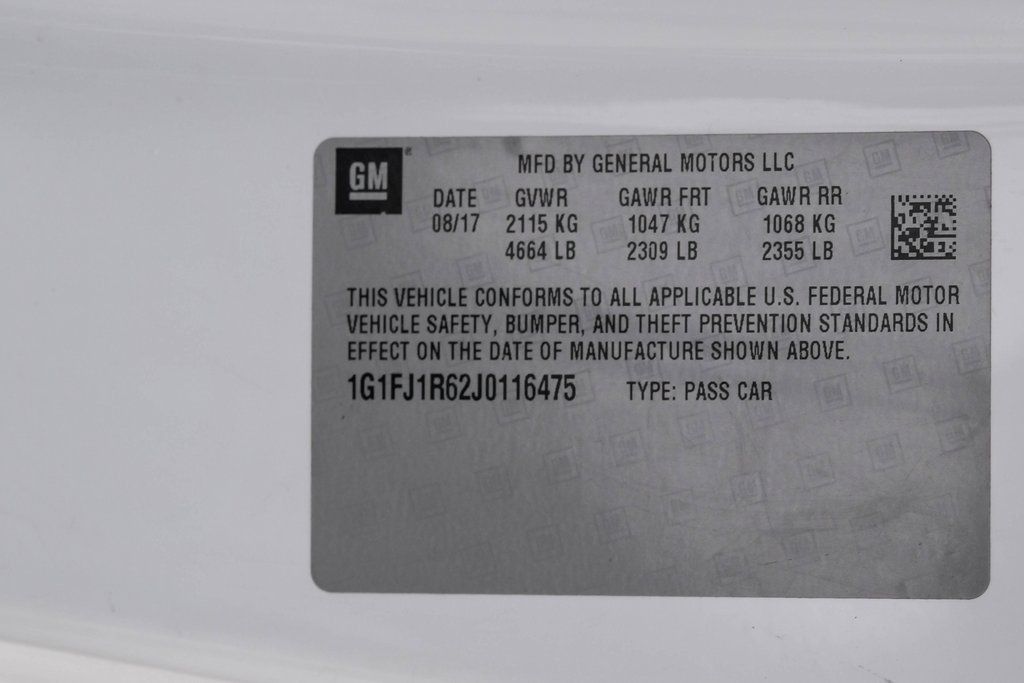 GM®
MFD BY GENERAL MOTORS LLC
DATE GVWR GAWR FRT GAWR RR
08/17 2115 KG 1047 KG 1068 KG
4664 LB 2309 LB 2355 LB
THIS VEHICLE CONFORMS TO ALL APPLICABLE U.S. FEDERAL MOTOR
VEHICLE SAFETY, BUMPER, AND THEFT PREVENTION STANDARDS IN
EFFECT ON THE DATE OF MANUFACTURE SHOWN ABOVE.
1G1FJ1R62J0116475 TYPE: PASS CAR